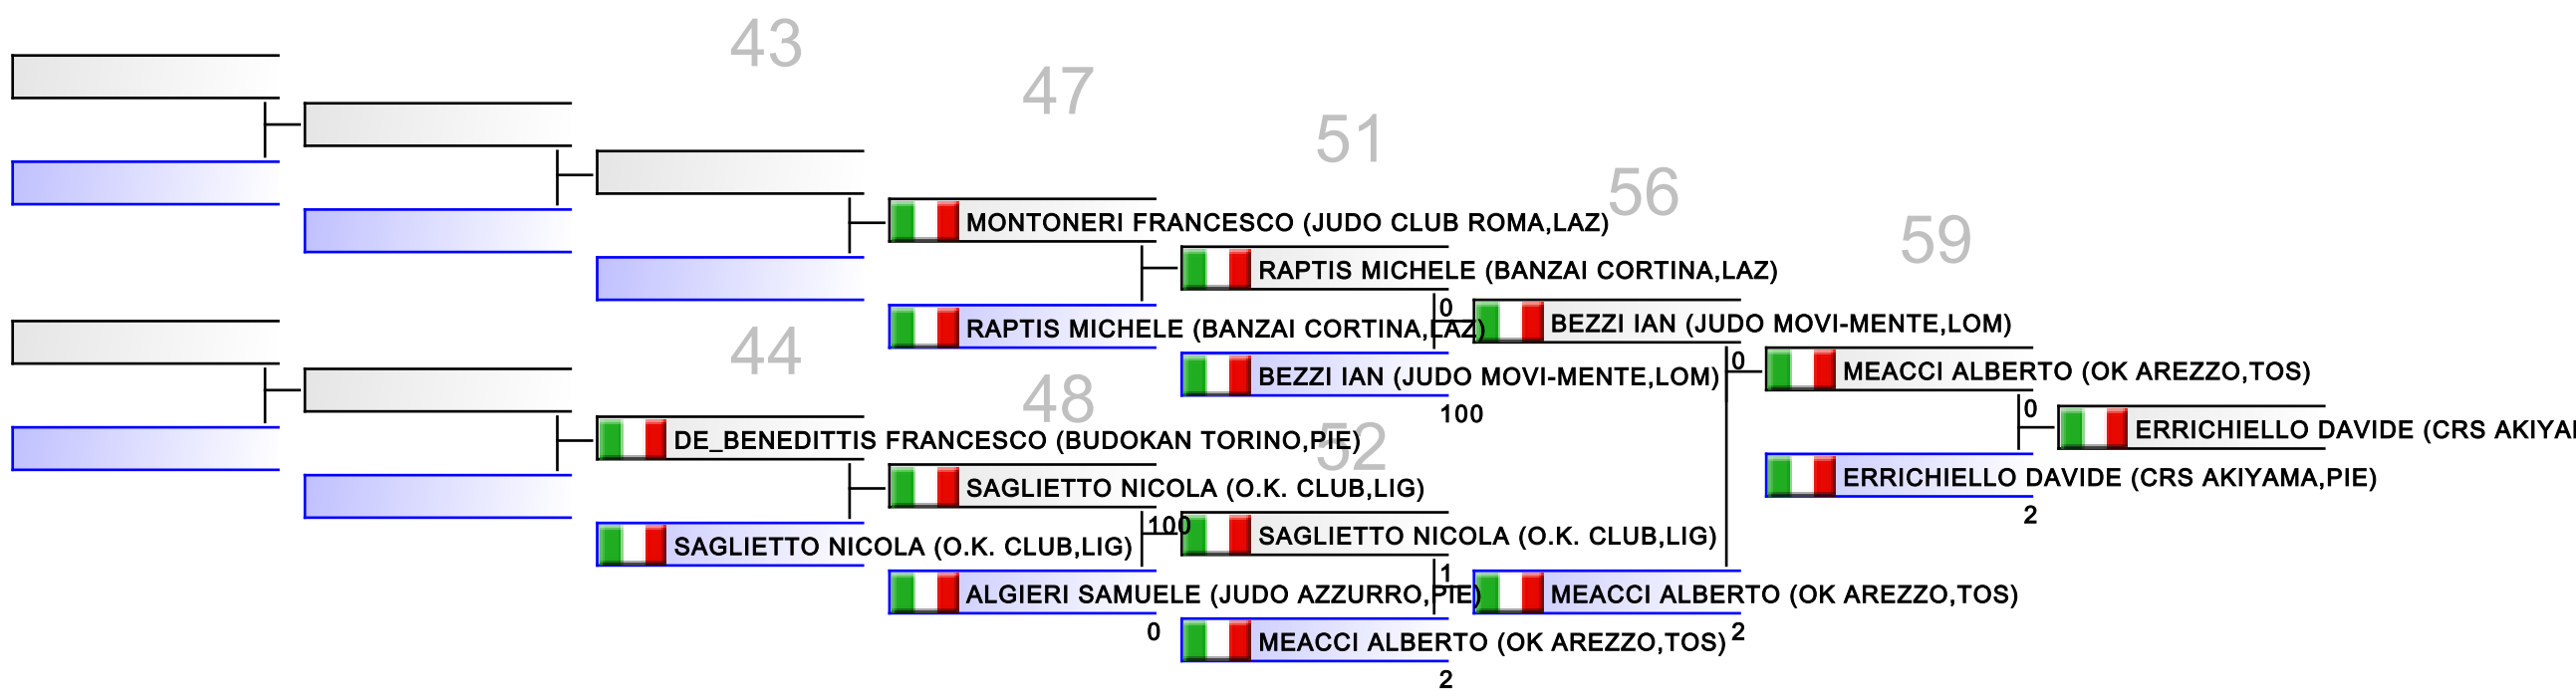 43
47
51
56
59
MONTONERI FRANCESCO (JUDO CLUB ROMA,LAZ)
RAPTIS MICHELE (BANZAI CORTINA,LAZ)
0
RAPTIS MICHELE (BANZAI CORTINA,LAZ)
BEZZI IAN (JUDO MOVI-MENTE,LOM)
44
0
BEZZI IAN (JUDO MOVI-MENTE,LOM)
MEACCI ALBERTO (OK AREZZO,TOS)
48
100
0
DE_BENEDITTIS FRANCESCO (BUDOKAN TORINO,PIE)
52
ERRICHIELLO DAVIDE (CRS AKIYA
SAGLIETTO NICOLA (O.K. CLUB,LIG)
ERRICHIELLO DAVIDE (CRS AKIYAMA,PIE)
2
100
SAGLIETTO NICOLA (O.K. CLUB,LIG)
SAGLIETTO NICOLA (O.K. CLUB,LIG)
1
ALGIERI SAMUELE (JUDO AZZURRO,PIE)
MEACCI ALBERTO (OK AREZZO,TOS)
0
MEACCI ALBERTO (OK AREZZO,TOS)
2
2